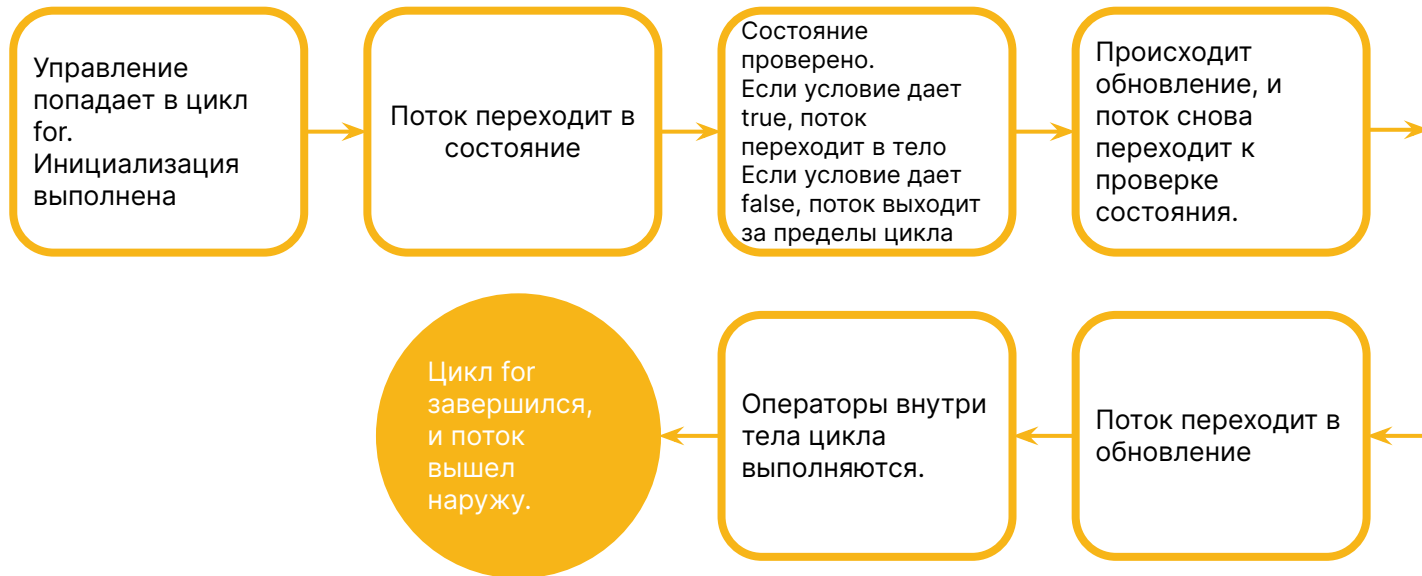 Управление
попадает в цикл
for.
Инициализация
выполнена
Поток переходит в
состояние
Состояние
проверено.
Если условие дает
true, поток
переходит в тело
Если условие дает
false, поток выходит
за пределы цикла
Происходит
обновление, и
поток снова
переходит к
проверке
состояния.
Цикл for
завершился,
и поток
вышел
наружу.
Операторы внутри
тела цикла
выполняются.
Поток переходит в
обновление